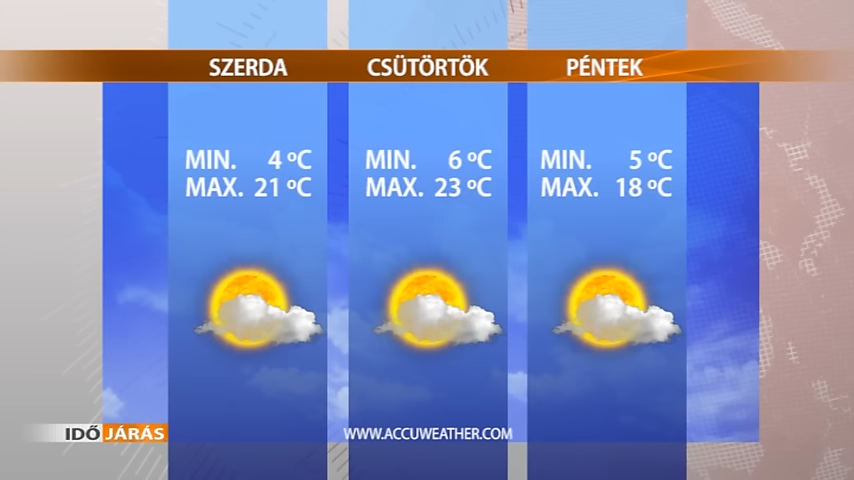 SZERDA CSÜTÖRTÖK PÉNTEK
MIN. 4 ºC MIN. 6 ºC MIN. 5 ºC
MAX. 21 ºC MAX. 23 ºC MAX. 18 ºC
IDŐJÁRÁS WWW.ACCUWEATHER.COM